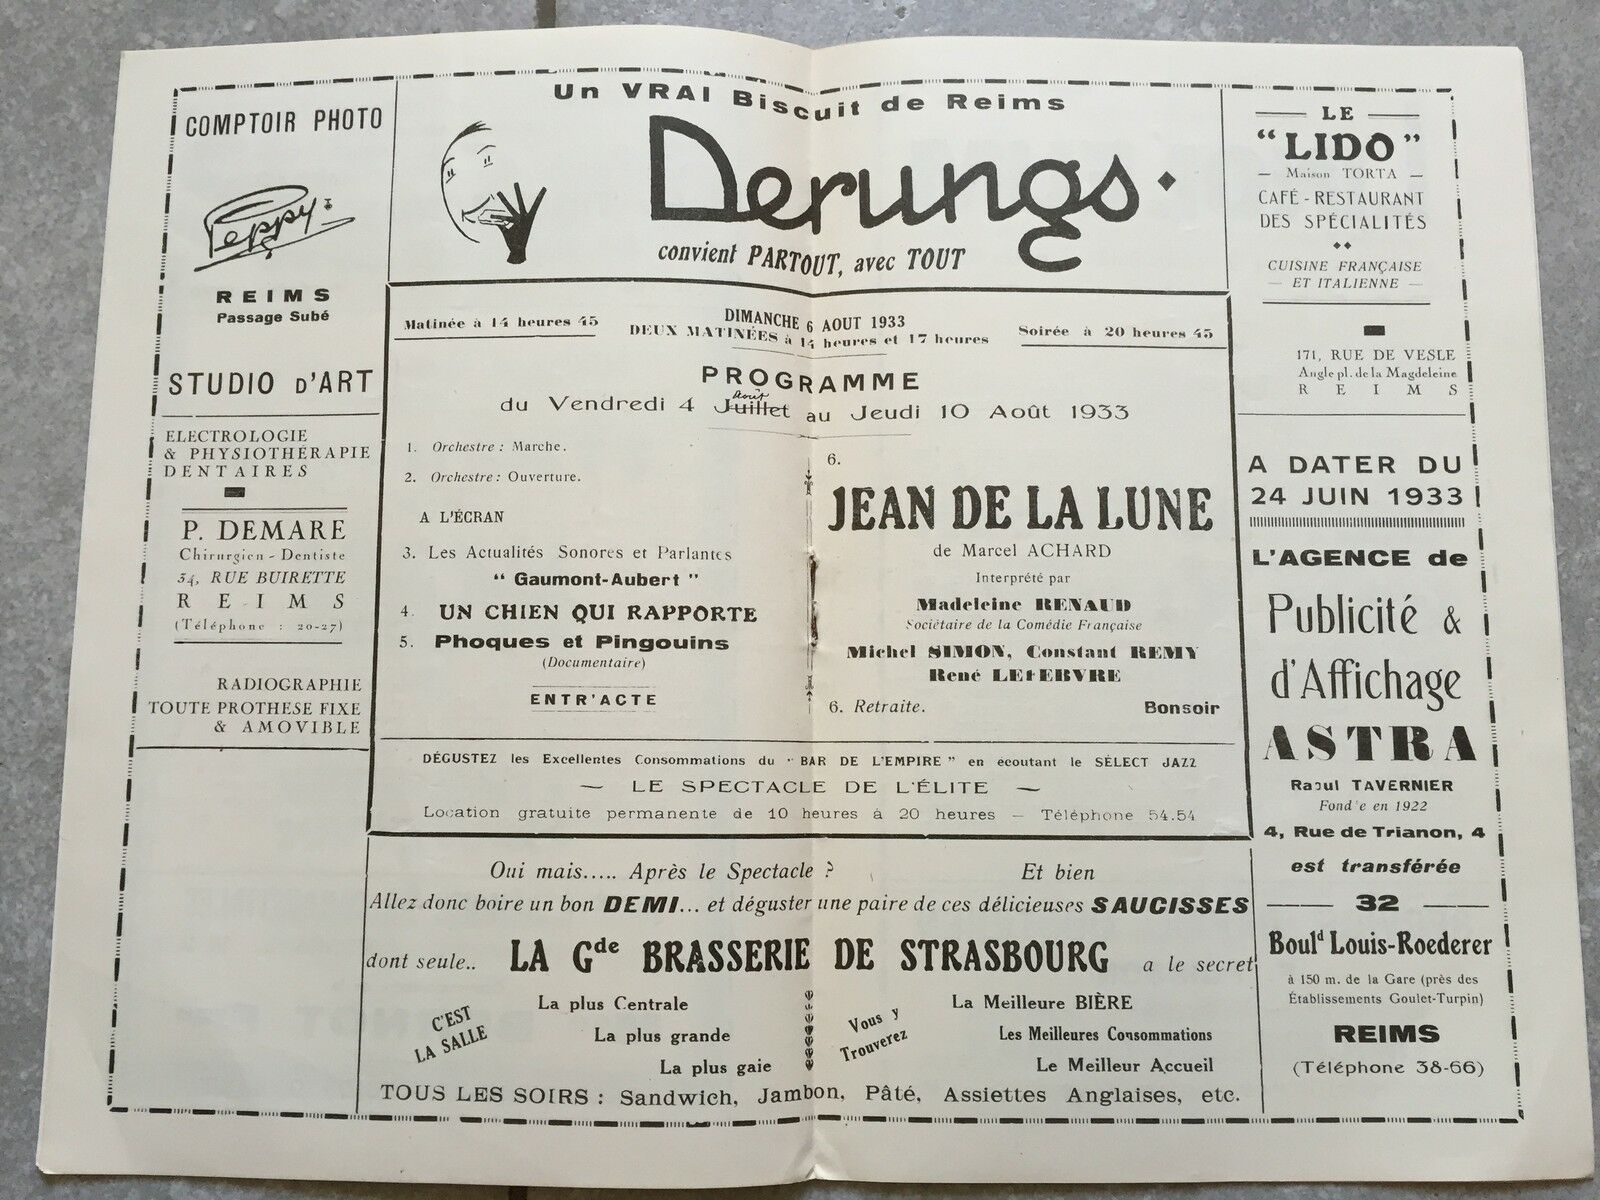 COMPTOIR PHOTO
Peppy
REIMS
Passage Subé
STUDIO D'ART
ELECTROLOGIE
& PHYSIOTHÉRAPIE
DENTAIRES
P. DEMARE
Chirurgien - Dentiste
34, RUE BUIRETTE
REIMS
(Téléphone : 20-27)
RADIOGRAPHIE
TOUTE PROTHESE FIXE
& AMOVIBLE
Un VRAI Biscuit de Reims
Derungs
convient PARTOUT, avec TOUT
Matinée à 14 heures 45
DIMANCHE 6 AOUT 1933
DEUX MATINÉES à 14 heures et 17 heures
Soirée à 20 heures 45
PROGRAMME
Août
du Vendredi 4 Juillet au Jeudi 10 Août 1933
1. Orchestre : Marche.
2. Orchestre : Ouverture.
A L'ÉCRAN
3. Les Actualités Sonores et Parlantes
“ Gaumont-Aubert ”
4. UN CHIEN QUI RAPPORTE
5. Phoques et Pingouins
(Documentaire)
ENTR'ACTE
6.
JEAN DE LA LUNE
de Marcel ACHARD
Interprété par
Madeleine RENAUD
Sociétaire de la Comédie Française
Michel SIMON, Constant REMY
René LEFEBVRE
6. Retraite. Bonsoir
DÉGUSTEZ les Excellentes Consommations du “ BAR DE L'EMPIRE ” en écoutant le SÉLECT JAZZ
— LE SPECTACLE DE L'ÉLITE —
Location gratuite permanente de 10 heures à 20 heures — Téléphone 54.54
Oui mais..... Après le Spectacle ? Et bien
Allez donc boire un bon DEMI... et déguster une paire de ces délicieuses SAUCISSES
dont seule.. LA Gde BRASSERIE DE STRASBOURG a le secret
C'EST
LA SALLE
La plus Centrale
La plus grande
La plus gaie
Vous y
Trouverez
La Meilleure BIÈRE
Les Meilleures Consommations
Le Meilleur Accueil
TOUS LES SOIRS : Sandwich, Jambon, Pâté, Assiettes Anglaises, etc.
— LE —
“LIDO”
— Maison TORTA —
CAFÉ - RESTAURANT
DES SPÉCIALITÉS
CUISINE FRANÇAISE
— ET ITALIENNE —
171, RUE DE VESLE
Angle pl. de la Magdeleine
REIMS
A DATER DU
24 JUIN 1933
L'AGENCE de
Publicité &
d'Affichage
ASTRA
Raoul TAVERNIER
Fond e en 1922
4, Rue de Trianon, 4
est transférée
— 32 —
Bould Louis-Roederer
à 150 m. de la Gare (près des
Établissements Goulet-Turpin)
REIMS
(Téléphone 38-66)